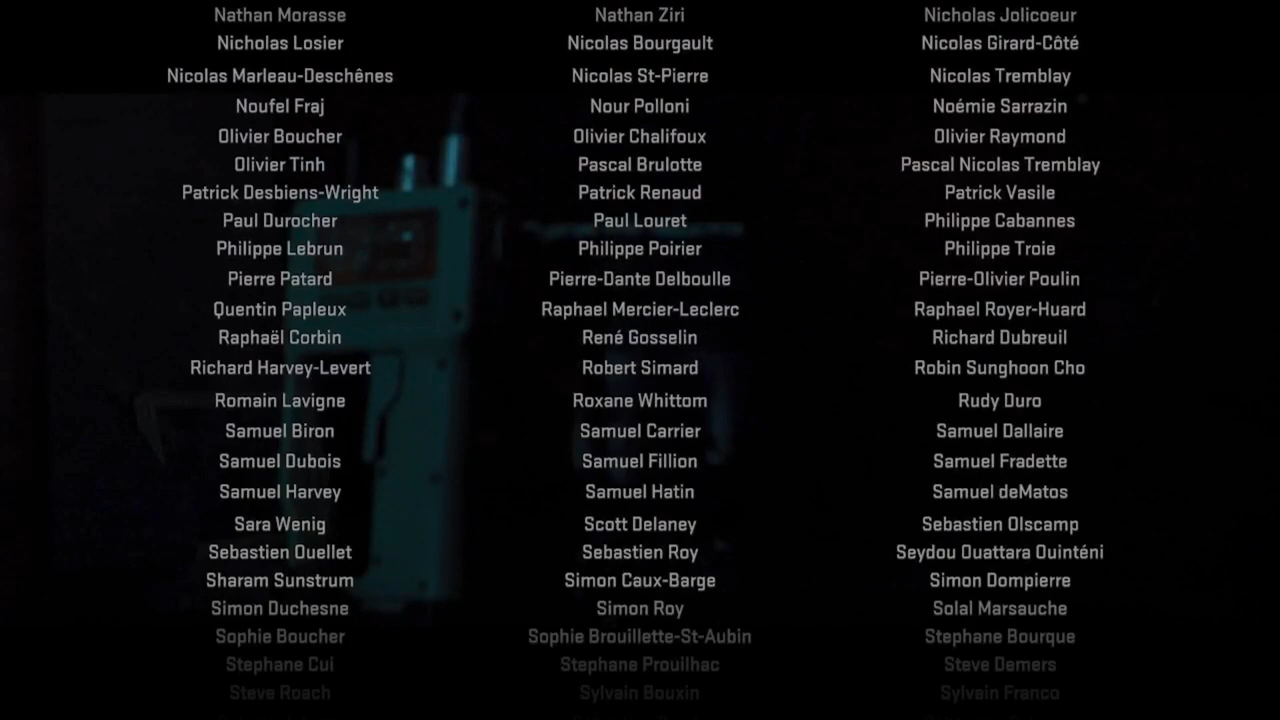 Nathan Morasse Nathan Ziri Nicholas Jolicoeur
Nicholas Losier Nicolas Bourgault Nicolas Girard-Côté
Nicolas Marleau-Deschênes Nicolas St-Pierre Nicolas Tremblay
Noufel Fraj Nour Polloni Noémie Sarrazin
Olivier Boucher Olivier Chalifoux Olivier Raymond
Olivier Tinh Pascal Brulotte Pascal Nicolas Tremblay
Patrick Desbiens-Wright Patrick Renaud Patrick Vasile
Paul Durocher Paul Louret Philippe Cabannes
Philippe Lebrun Philippe Poirier Philippe Troie
Pierre Patard Pierre-Dante Delboulle Pierre-Olivier Poulin
Quentin Papleux Raphael Mercier-Leclerc Raphael Royer-Huard
Raphaël Corbin René Gosselin Richard Dubreuil
Richard Harvey-Levert Robert Simard Robin Sunghoon Cho
Romain Lavigne Roxane Whittom Rudy Duro
Samuel Biron Samuel Carrier Samuel Dallaire
Samuel Dubois Samuel Fillion Samuel Fradette
Samuel Harvey Samuel Hatin Samuel deMatos
Sara Wenig Scott Delaney Sebastien Olscamp
Sebastien Ouellet Sebastien Roy Seydou Ouattara Ouinténi
Sharam Sunstrum Simon Caux-Barge Simon Dompierre
Simon Duchesne Simon Roy Solal Marsauche
Sophie Boucher Sophie Brouillette-St-Aubin Stephane Bourque
Stephane Cui Stephane Prouilhac Steve Demers
Steve Roach Sylvain Bouxin Sylvain Franco